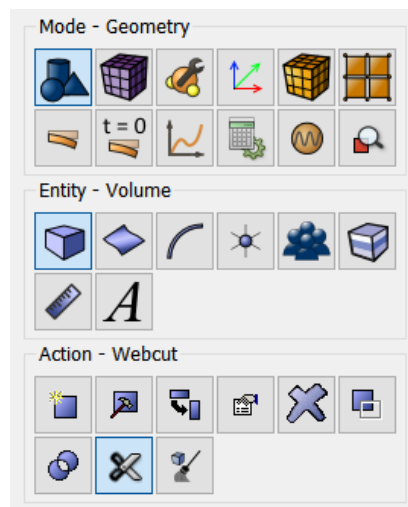 Mode - Geometry
t = 0
Entity - Volume
A
Action - Webcut